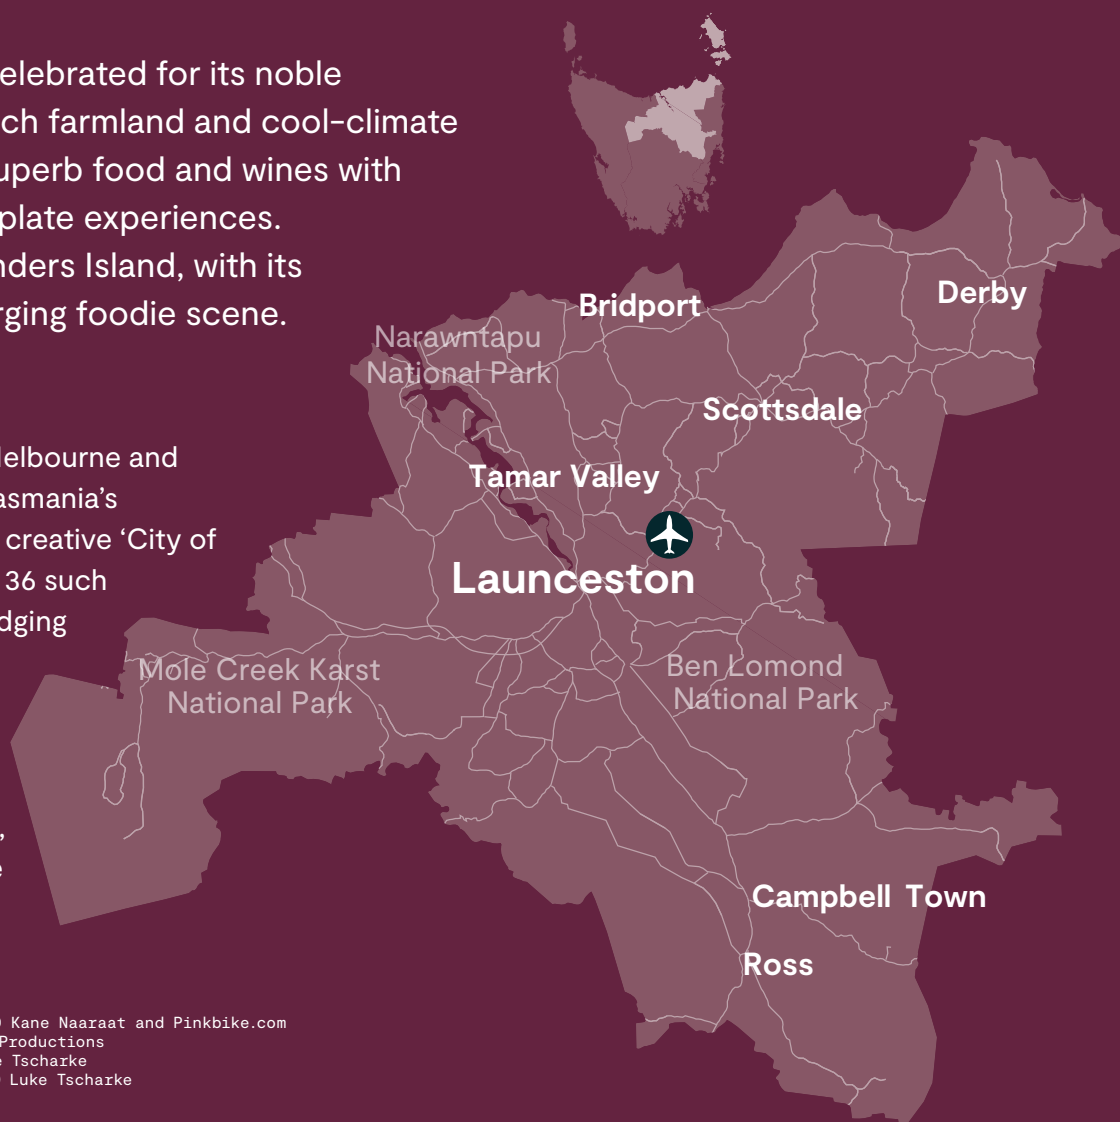 elebrated for its noble
ch farmland and cool-climate
uperb food and wines with
plate experiences.
nders Island, with its
rging foodie scene.
Bridport
Derby
Narawntapu
National Park
Scottsdale
elbourne and
asmania’s
creative ‘City of
36 such
dging
Tamar Valley
Launceston
Mole Creek Karst
National Park
Ben Lomond
National Park
,
e
Campbell Town
Ross
Kane Naaraat and Pinkbike.com
Productions
e Tscharke
Luke Tscharke